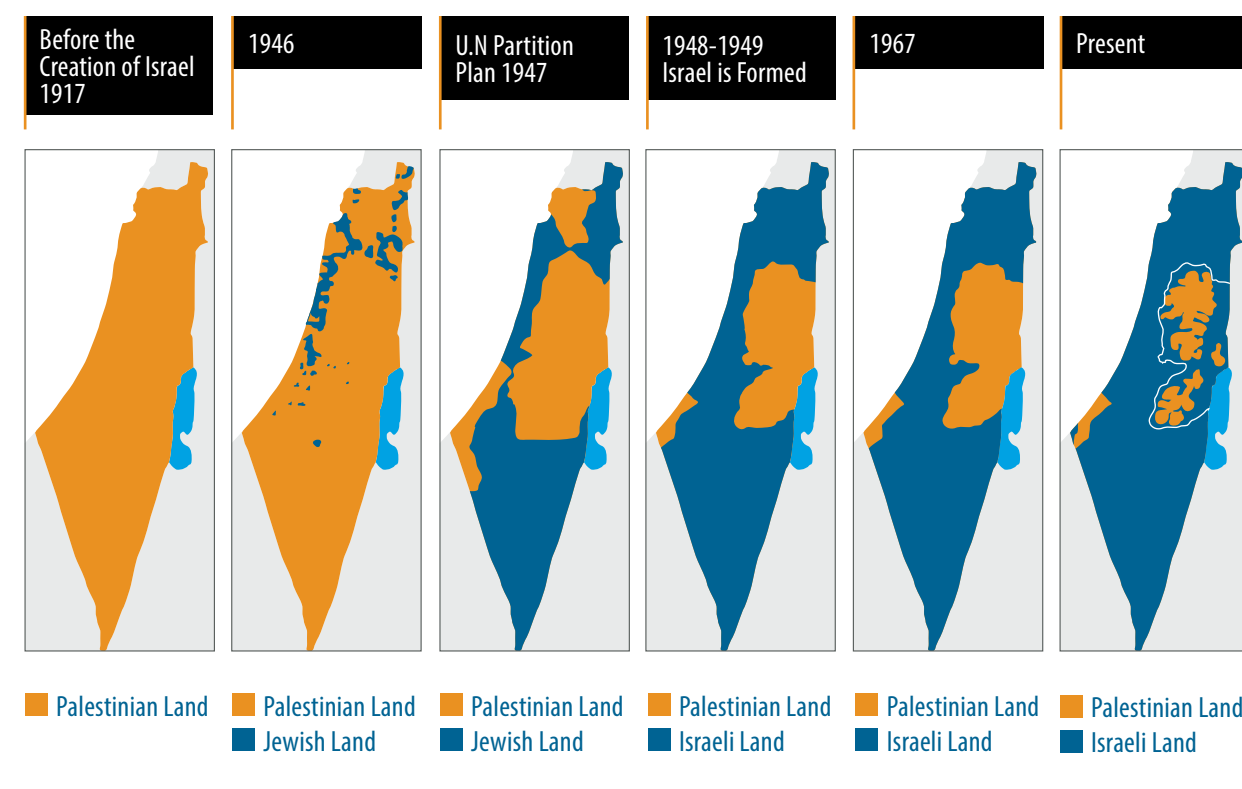 Before the
Creation of Israel
1917
1946
U.N Partition
Plan 1947
1948-1949
Israel is Formed
1967
Present
Palestinian Land
Palestinian Land
Jewish Land
Palestinian Land
Jewish Land
Palestinian Land
Israeli Land
Palestinian Land
Israeli Land
Palestinian Land
Israeli Land